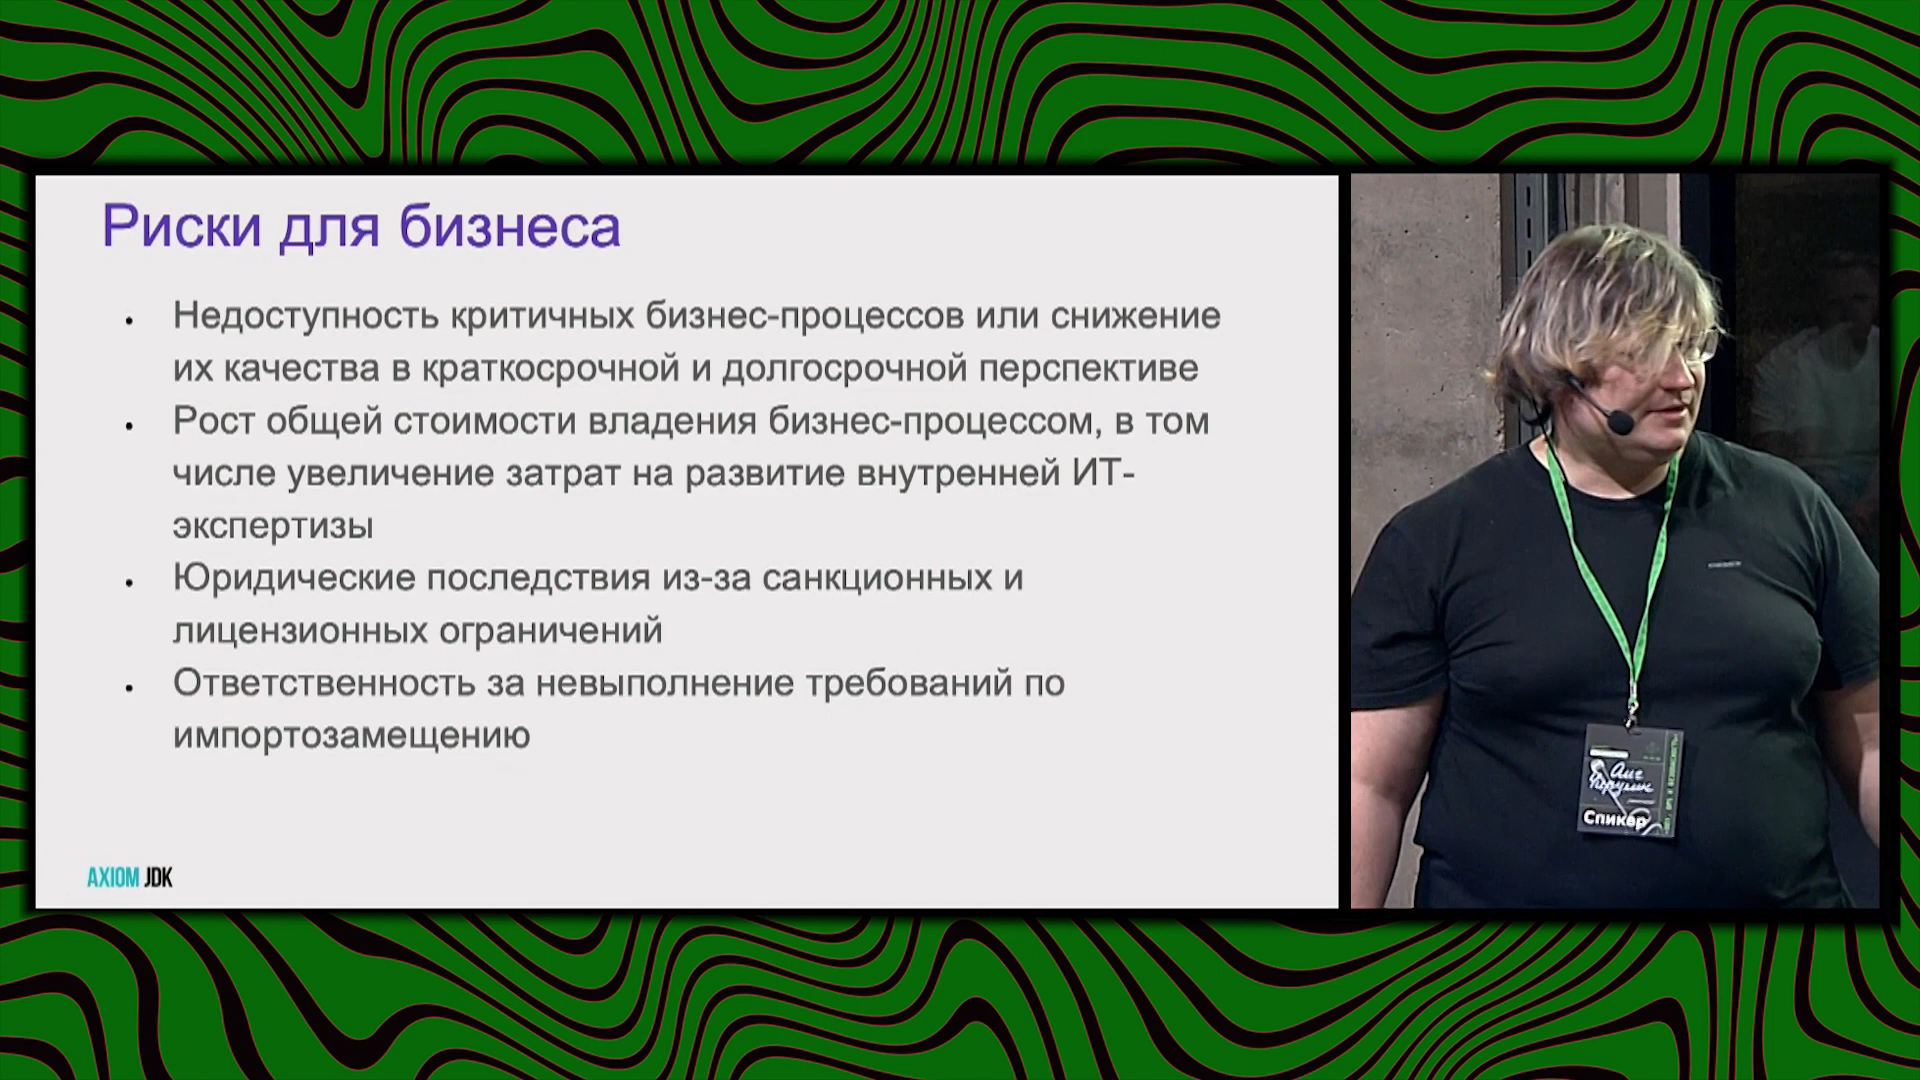 Риски для бизнеса
Недоступность критичных бизнес-процессов или снижение
их качества в краткосрочной и долгосрочной перспективе
Рост общей стоимости владения бизнес-процессом, в том
числе увеличение затрат на развитие внутренней ИТ-
экспертизы
Юридические последствия из-за санкционных и
лицензионных ограничений
Ответственность за невыполнение требований по
импортозамещению
AXIOM JDK
Спикер